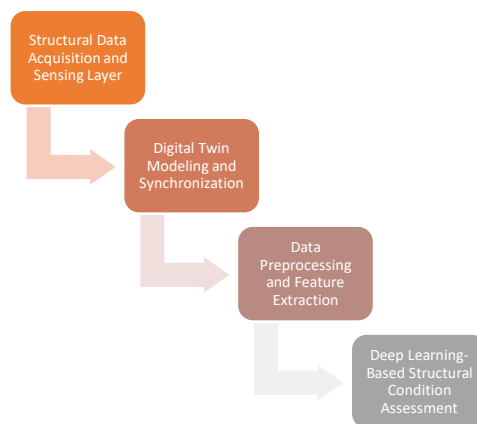 Structural Data
Acquisition and
Sensing Layer
Digital Twin
Modeling and
Synchronization
Data
Preprocessing
and Feature
Extraction
Deep Learning-
Based Structural
Condition
Assessment